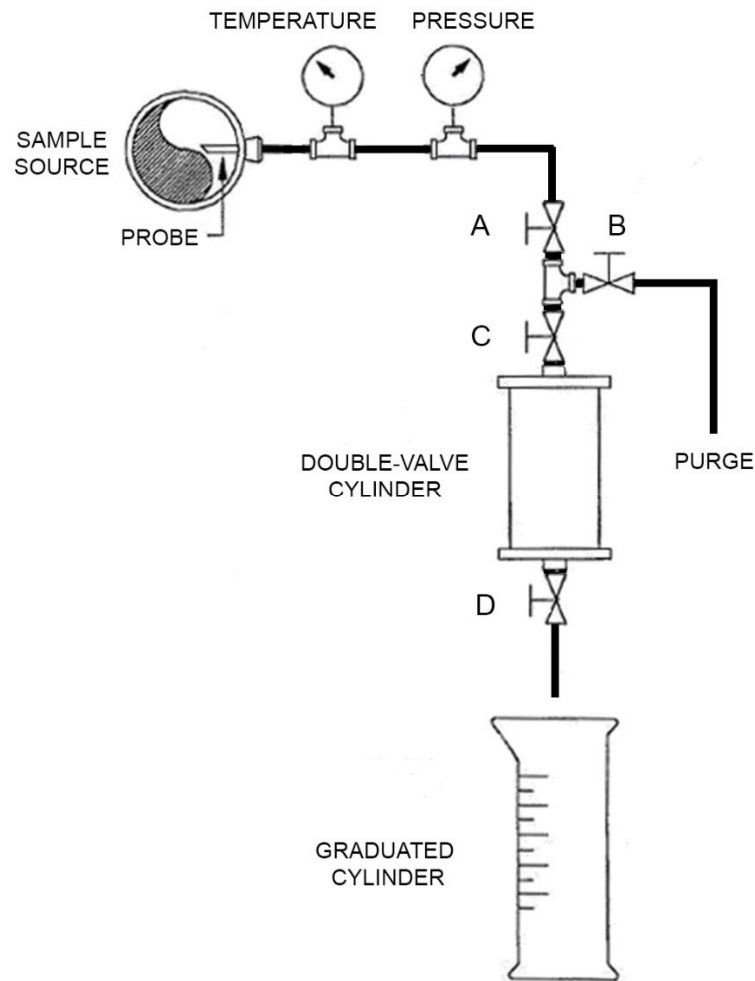 TEMPERATURE
PRESSURE
SAMPLE
SOURCE
PROBE
A
B
C
DOUBLE-VALVE
CYLINDER
PURGE
D
GRADUATED
CYLINDER